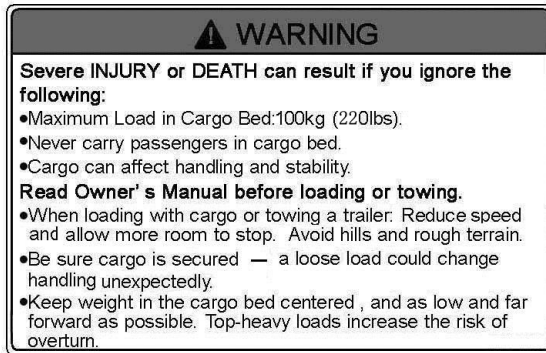 WARNING
Severe INJURY or DEATH can result if you ignore the
following:
•Maximum Load in Cargo Bed:100kg (220lbs).
•Never carry passengers in cargo bed.
•Cargo can affect handling and stability.
Read Owner's Manual before loading or towing.
•When loading with cargo or towing a trailer: Reduce speed
and allow more room to stop. Avoid hills and rough terrain.
•Be sure cargo is secured — a loose load could change
handling unexpectedly.
•Keep weight in the cargo bed centered , and as low and far
forward as possible. Top-heavy loads increase the risk of
overturn.